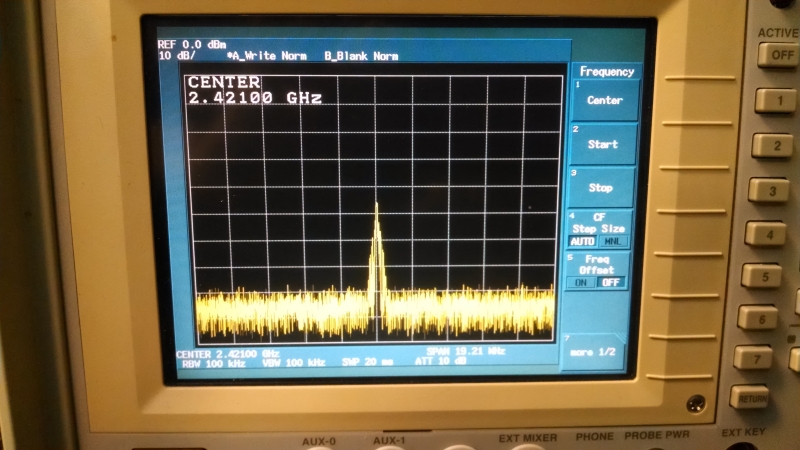 REF 0.0 dBm
10 dB/ *A_Write Norm B_Blank Norm
CENTER
2.42100 GHz
CENTER 2.42100 GHz SPAN 19.21 MHz
RBW 100 kHz VBW 100 kHz SWP 20 ms ATT 10 dB
Frequency
1
Center
2
Start
3
Stop
4 CF
Step Size
AUTO MNL
5 Freq
Offset
ON OFF
7
more 1/2
ACTIVE
OFF
1
2
3
4
5
6
7
RETURN
AUX-0 AUX-1 EXT MIXER PHONE PROBE PWR EXT KEY